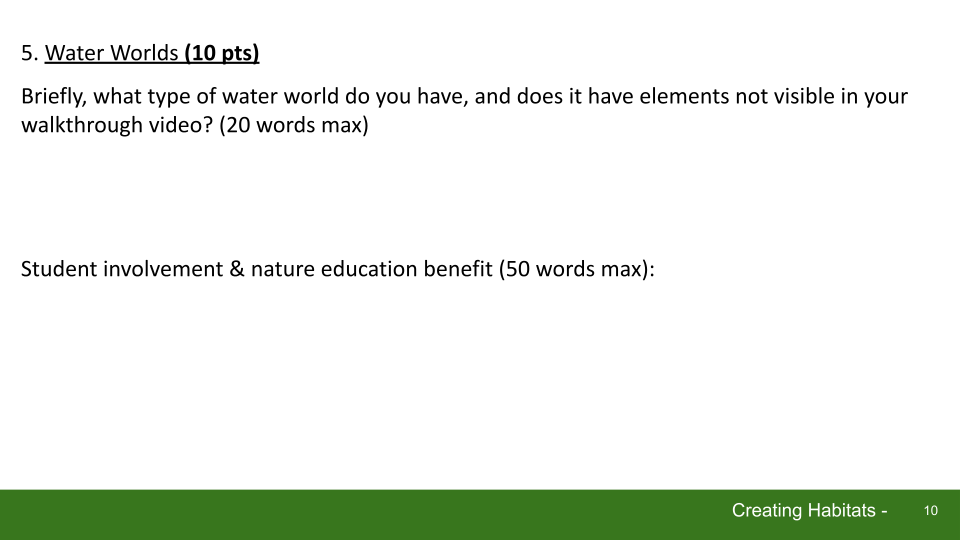 5. Water Worlds (10 pts)
Briefly, what type of water world do you have, and does it have elements not visible in your
walkthrough video? (20 words max)
Student involvement & nature education benefit (50 words max):
Creating Habitats -
10